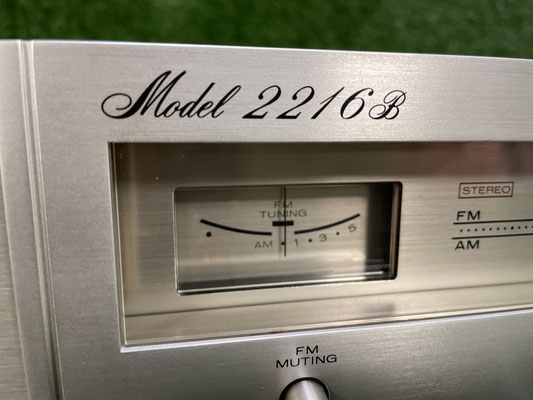 Model 2216B
FM
TUNING
AM • 1 • 3 • 5
STEREO
FM
AM
FM
MUTING